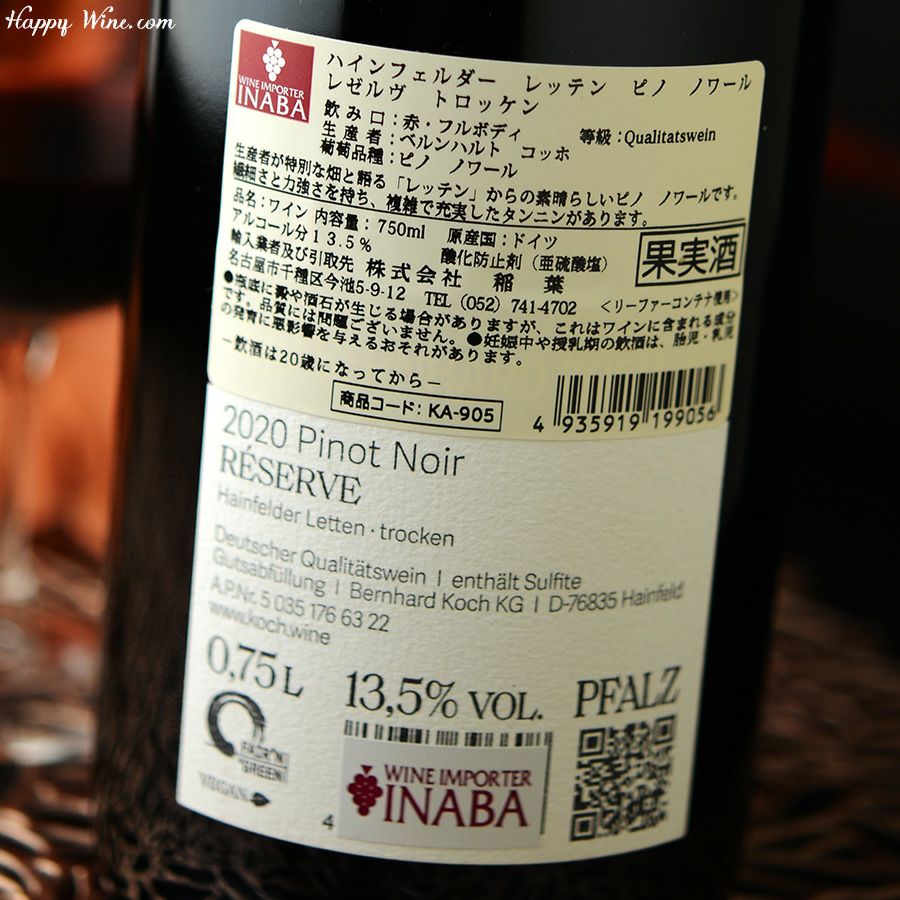 Happy Wine.com
WINE IMPORTER
INABA
ハインフェルダー レッテン ピノ ノワール
レゼルヴ トロッケン
飲み口:赤・フルボディ 等級:Qualitatswein
生産者:ベルンハルト コッホ
葡萄品種:ピノ ノワール
生産者が特別な畑と語る「レッテン」からの素晴らしいピノ ノワールです。
繊細さと力強さを持ち、複雑で充実したタンニンがあります。
品名:ワイン 内容量:750ml 原産国:ドイツ
アルコール分13.5% 酸化防止剤(亜硫酸塩)
果実酒
輸入業者及び引取先 株式会社 稲葉
名古屋市千種区今池5-9-12 TEL(052)741-4702 <リーファーコンテナ使用>
●瓶底に澱や酒石が生じる場合がありますが、これはワインに含まれる成分
です。品質には問題ございません。●妊娠中や授乳期の飲酒は、胎児・乳児
の発育に悪影響を与えるおそれがあります。
―飲酒は20歳になってから―
商品コード:KA-905
4 935919 199056
2020 Pinot Noir
RÉSERVE
Hainfelder Letten · trocken
Deutscher Qualitätswein | enthält Sulfite
Gutsabfüllung | Bernhard Koch KG | D-76835 Hainfeld
A.P.Nr. 5 035 176 63 22
www.koch.wine
0,75 L
13,5% VOL.
PFALZ
FAIR'N
GREEN
VEGAN
4
WINE IMPORTER
INABA